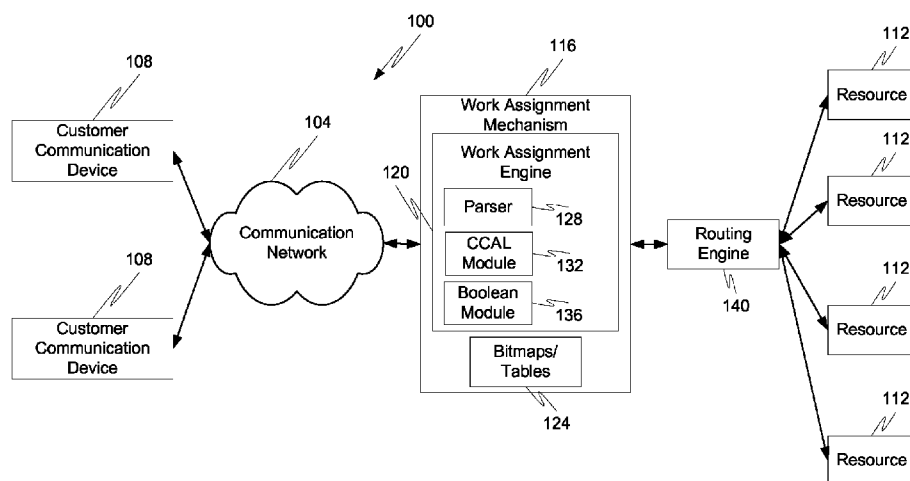 100
108
Customer
Communication
Device
104
Communication
Network
108
Customer
Communication
Device
116
Work Assignment
Mechanism
120
Work Assignment
Engine
Parser
128
CCAL
Module
132
Boolean
Module
136
Bitmaps/
Tables
124
Routing
Engine
140
112
Resource
112
Resource
112
Resource
112
Resource